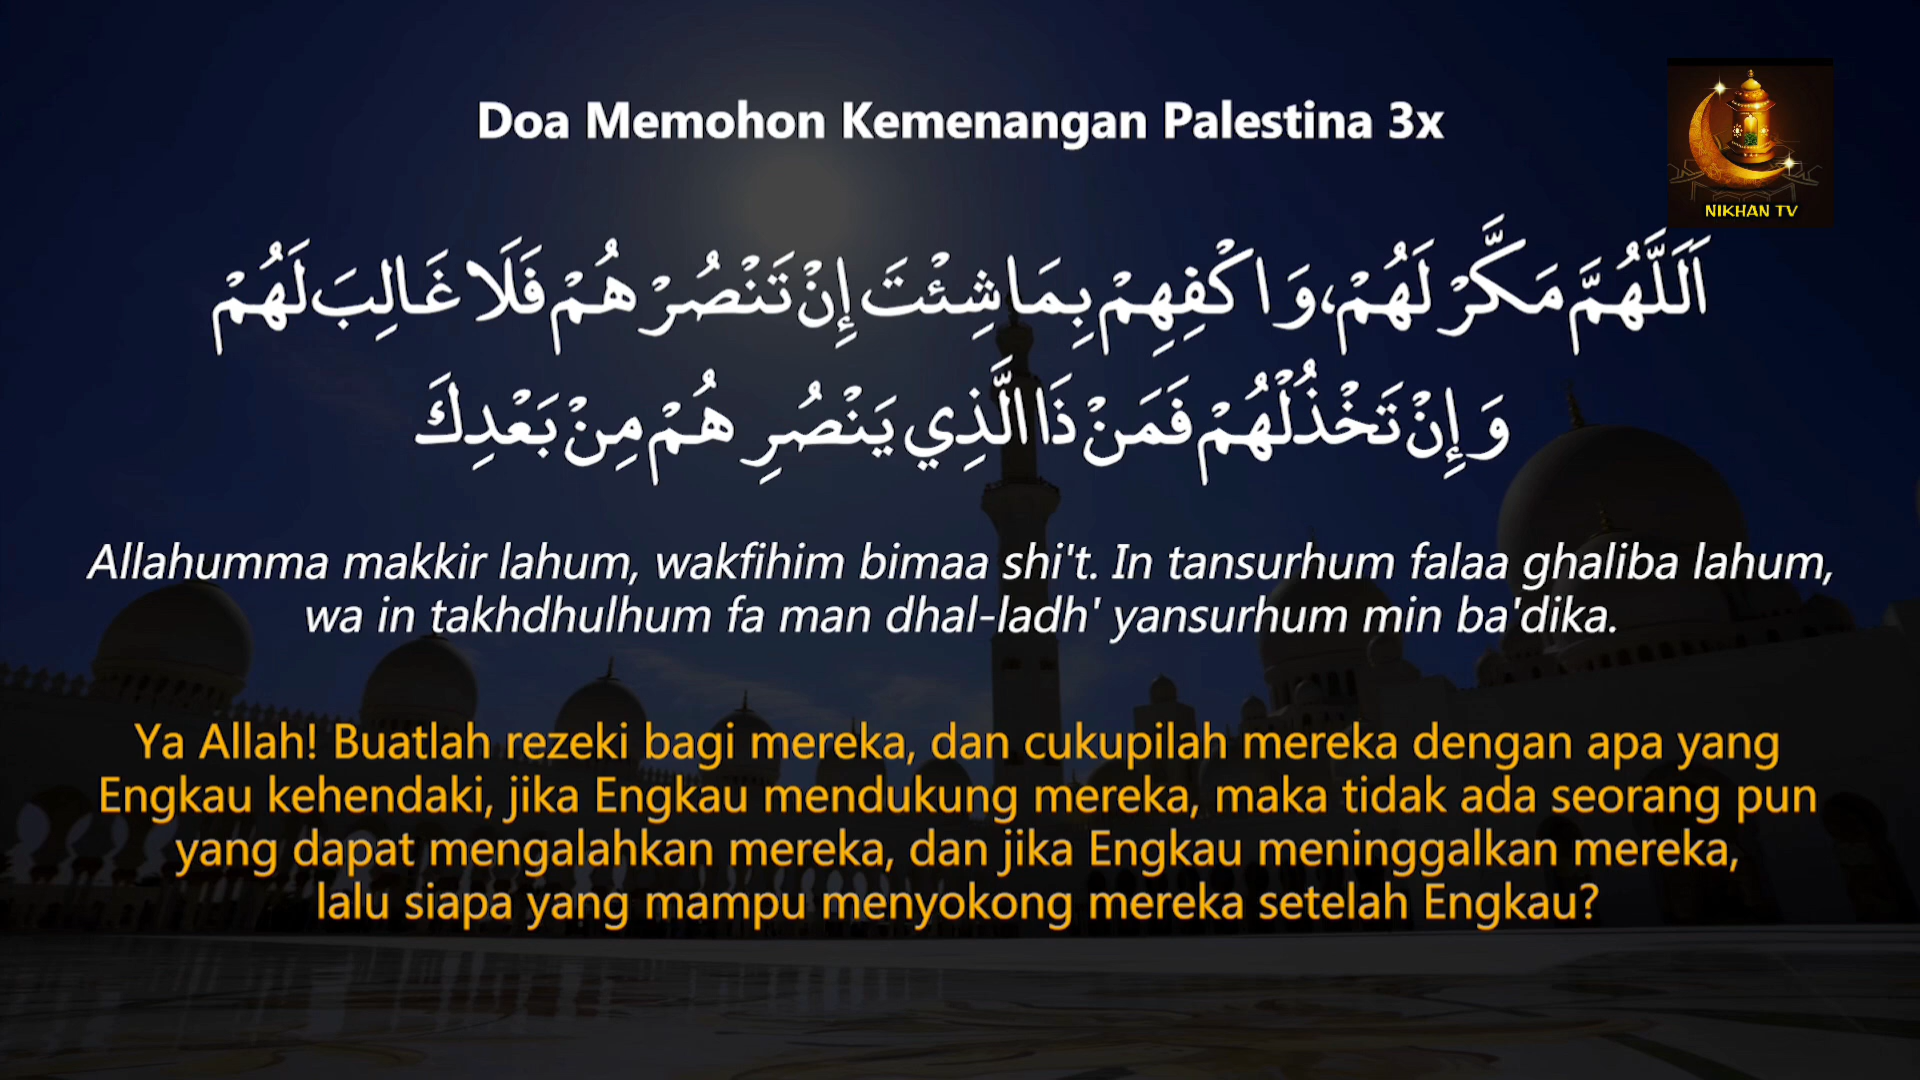 Doa Memohon Kemenangan Palestina 3x
NIKHAN TV
اَللَّهُمَّ مَكَّرْ لَهُمْ، وَاكْفِهِمْ بِمَا شِئْتَ إِنْ تَنْصُرْهُمْ فَلَا غَالِبَ لَهُمْ
وَإِنْ تَخْذُلْهُمْ فَمَنْ ذَا الَّذِي يَنْصُرِهُمْ مِنْ بَعْدِكَ
Allahumma makkir lahum, wakfihim bimaa shi't. In tansurhum falaa ghaliba lahum,
wa in takhdhulhum fa man dhal-ladh' yansurhum min ba'dika.
Ya Allah! Buatlah rezeki bagi mereka, dan cukupilah mereka dengan apa yang
Engkau kehendaki, jika Engkau mendukung mereka, maka tidak ada seorang pun
yang dapat mengalahkan mereka, dan jika Engkau meninggalkan mereka,
lalu siapa yang mampu menyokong mereka setelah Engkau?